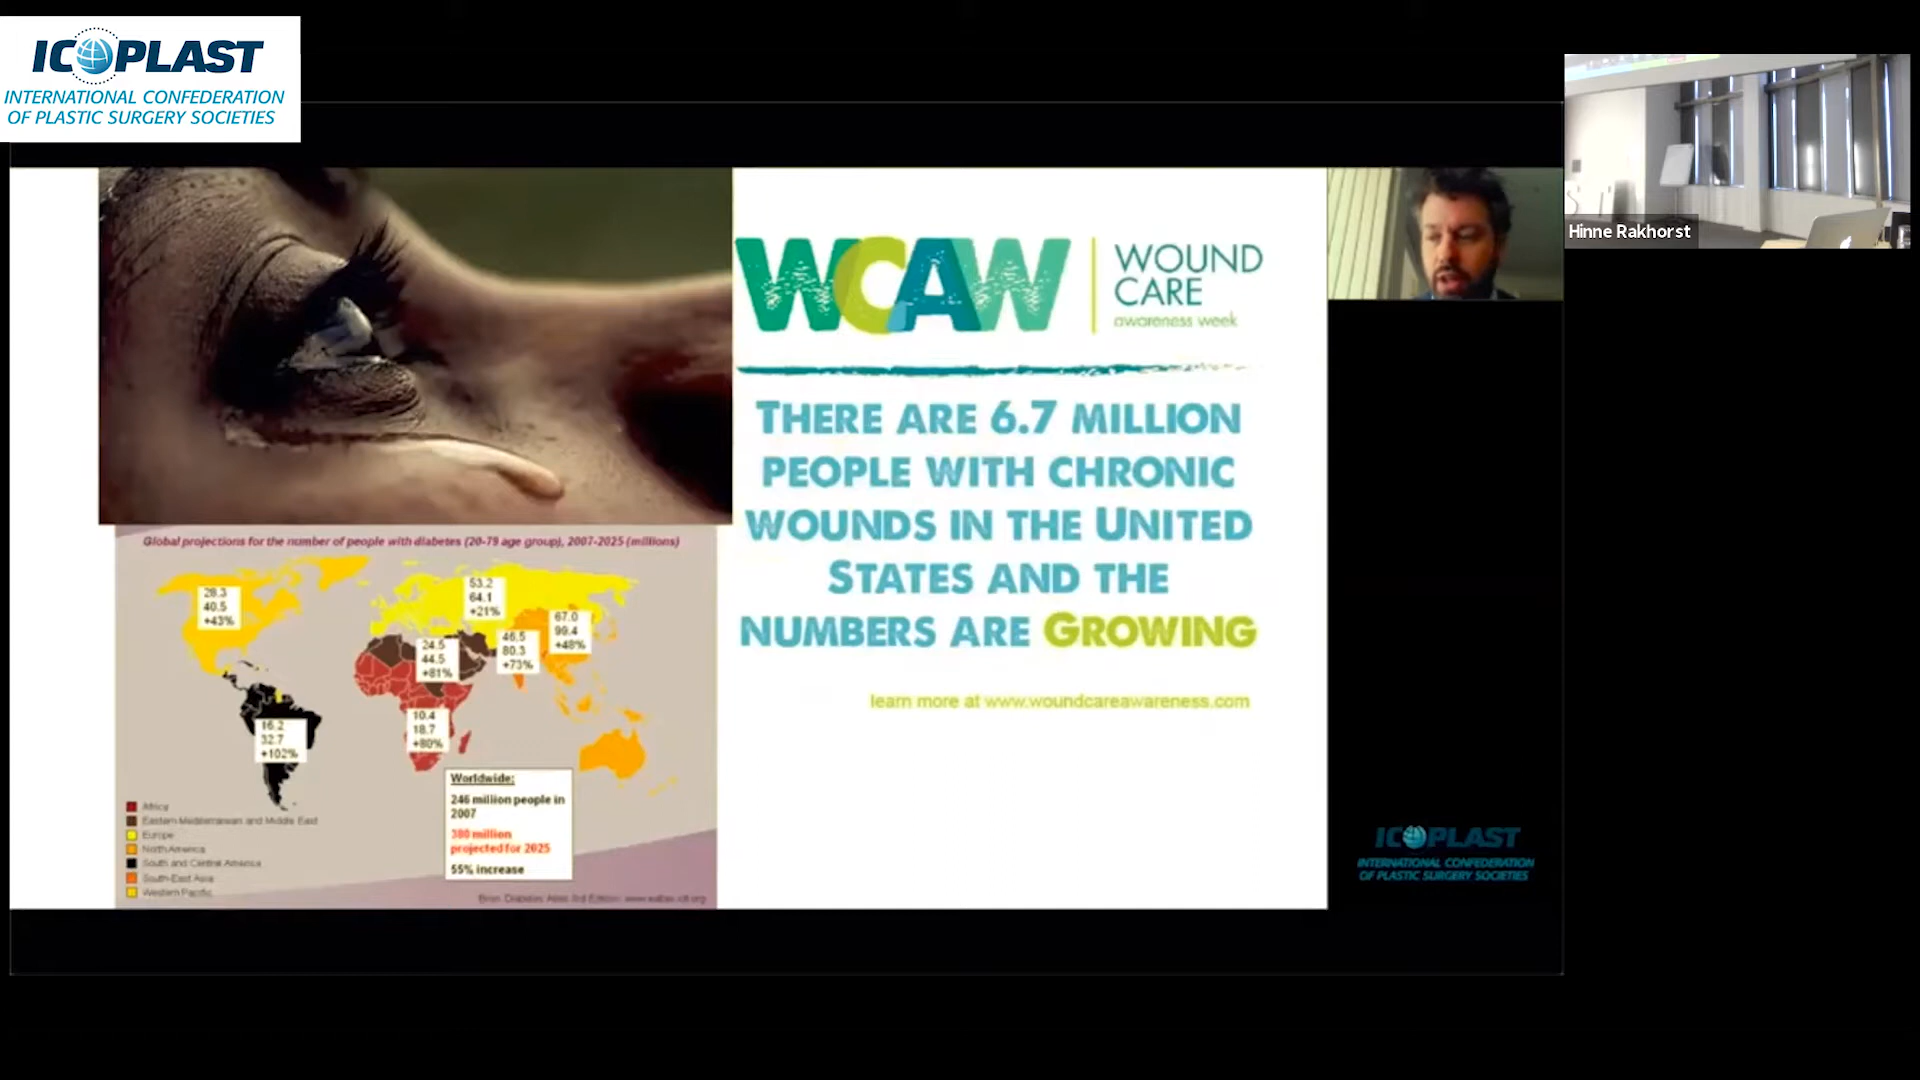 ICOPLAST
INTERNATIONAL CONFEDERATION
OF PLASTIC SURGERY SOCIETIES
Hinne Rakhorst
WCAW
WOUND
CARE
awareness week
THERE ARE 6.7 MILLION
PEOPLE WITH CHRONIC
WOUNDS IN THE UNITED
STATES AND THE
NUMBERS ARE GROWING
learn more at www.woundcareawareness.com
Global projections for the number of people with diabetes (20-79 age group), 2007-2025 (millions)
28.3
40.5
+43%
53.2
64.1
+21%
67.0
99.4
+48%
46.5
80.3
+73%
24.5
44.5
+81%
10.4
18.7
+80%
16.2
32.7
+102%
Worldwide:
246 million people in
2007
380 million
projected for 2025
55% increase
Africa
Eastern Mediterranean and Middle East
Europe
North America
South and Central America
South-East Asia
Western Pacific
ICOPLAST
INTERNATIONAL CONFEDERATION
OF PLASTIC SURGERY SOCIETIES